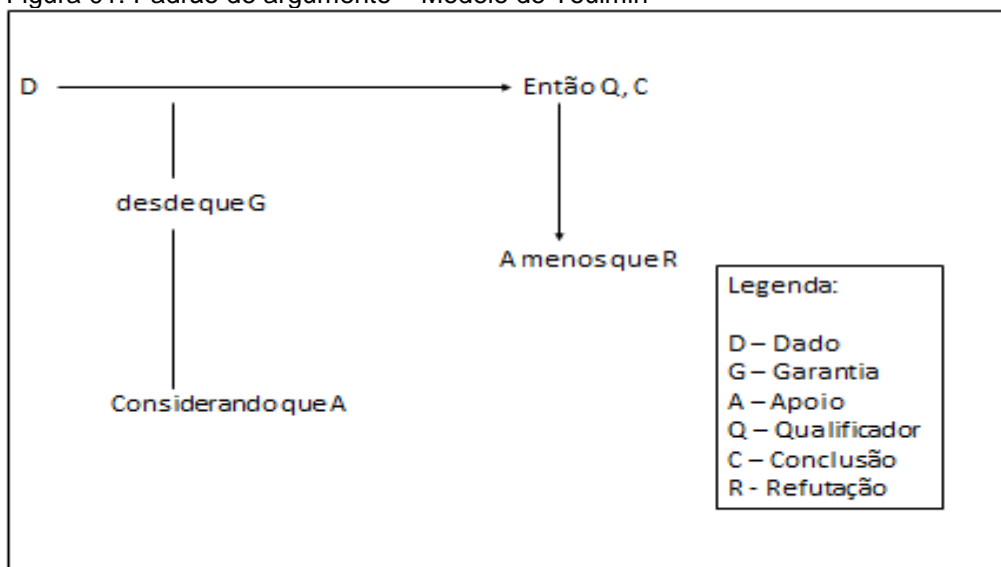 Figura 01: Padrão de argumento – Modelo de Toulmin
D
Então Q, C
desde que G
A menos que R
Considerando que A
Legenda:
D – Dado
G – Garantia
A – Apoio
Q – Qualificador
C – Conclusão
R - Refutação